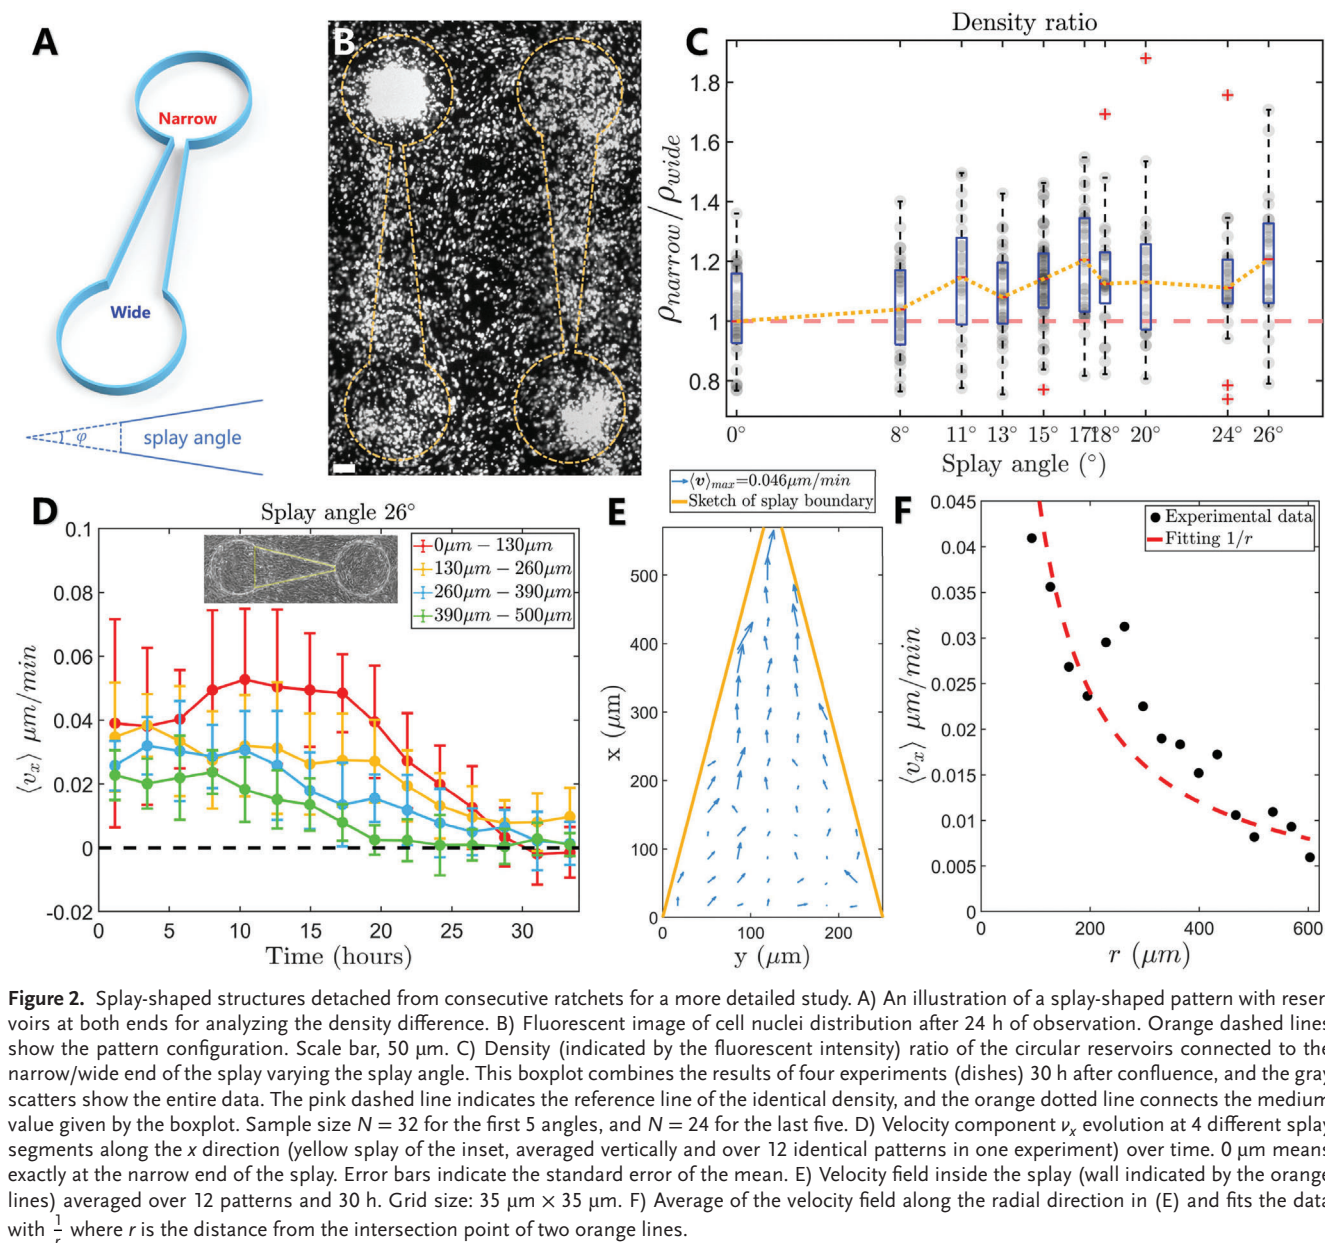 A
Narrow
Wide
φ
splay angle
B
C
Density ratio
ρnarrow/ρwide
1.8
1.6
1.4
1.2
1
0.8
0° 8° 11° 13° 15° 17° 18° 20° 24° 26°
Splay angle (°)
D
Splay angle 26°
0μm − 130μm
130μm − 260μm
260μm − 390μm
390μm − 500μm
⟨vx⟩ μm/min
0.1
0.08
0.06
0.04
0.02
0
-0.02
0 5 10 15 20 25 30
Time (hours)
E
⟨v⟩max=0.046μm/min
Sketch of splay boundary
x (μm)
500
400
300
200
100
0
0 100 200
y (μm)
F
Experimental data
Fitting 1/r
⟨vx⟩ μm/min
0.045
0.04
0.035
0.03
0.025
0.02
0.015
0.01
0.005
0
0 200 400 600
r (μm)
Figure 2. Splay-shaped structures detached from consecutive ratchets for a more detailed study. A) An illustration of a splay-shaped pattern with reser
voirs at both ends for analyzing the density difference. B) Fluorescent image of cell nuclei distribution after 24 h of observation. Orange dashed lines
show the pattern configuration. Scale bar, 50 μm. C) Density (indicated by the fluorescent intensity) ratio of the circular reservoirs connected to the
narrow/wide end of the splay varying the splay angle. This boxplot combines the results of four experiments (dishes) 30 h after confluence, and the gray
scatters show the entire data. The pink dashed line indicates the reference line of the identical density, and the orange dotted line connects the medium
value given by the boxplot. Sample size N = 32 for the first 5 angles, and N = 24 for the last five. D) Velocity component vx evolution at 4 different splay
segments along the x direction (yellow splay of the inset, averaged vertically and over 12 identical patterns in one experiment) over time. 0 μm means
exactly at the narrow end of the splay. Error bars indicate the standard error of the mean. E) Velocity field inside the splay (wall indicated by the orange
lines) averaged over 12 patterns and 30 h. Grid size: 35 μm × 35 μm. F) Average of the velocity field along the radial direction in (E) and fits the data
with 1/r where r is the distance from the intersection point of two orange lines.